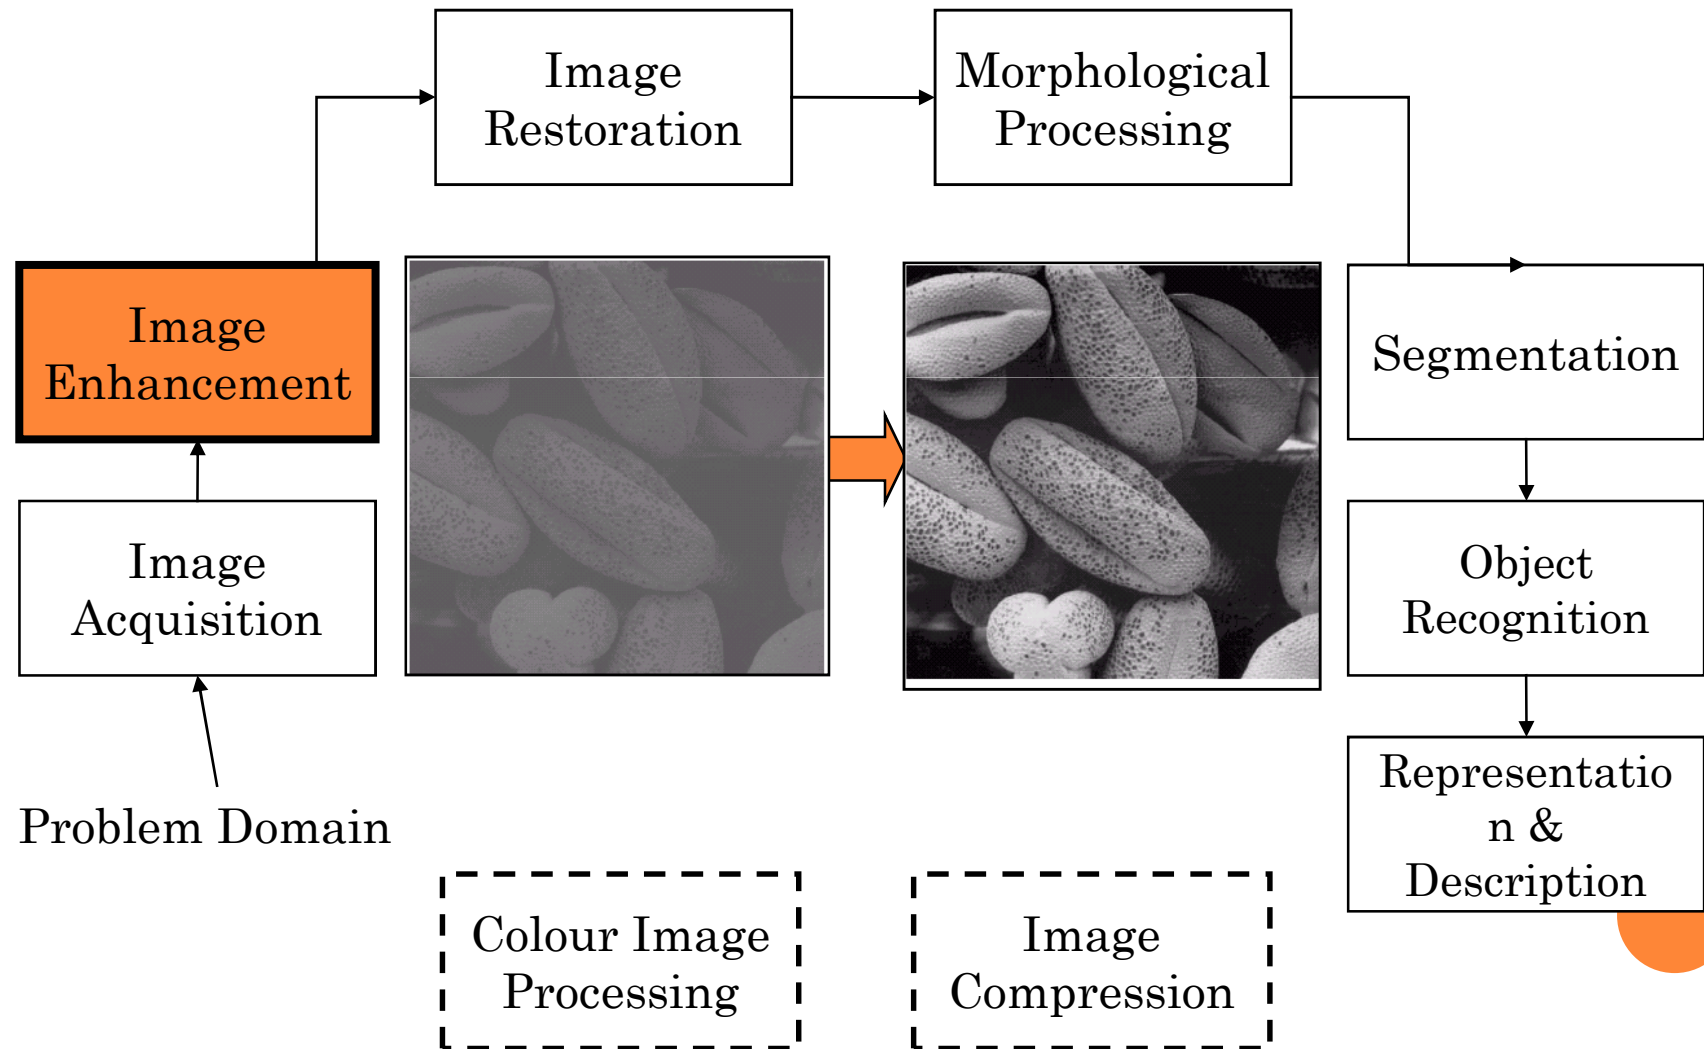 Image
Restoration
Morphological
Processing
Image
Enhancement
Segmentation
Image
Acquisition
Object
Recognition
Problem Domain
Representatio
n &
Description
Colour Image
Processing
Image
Compression